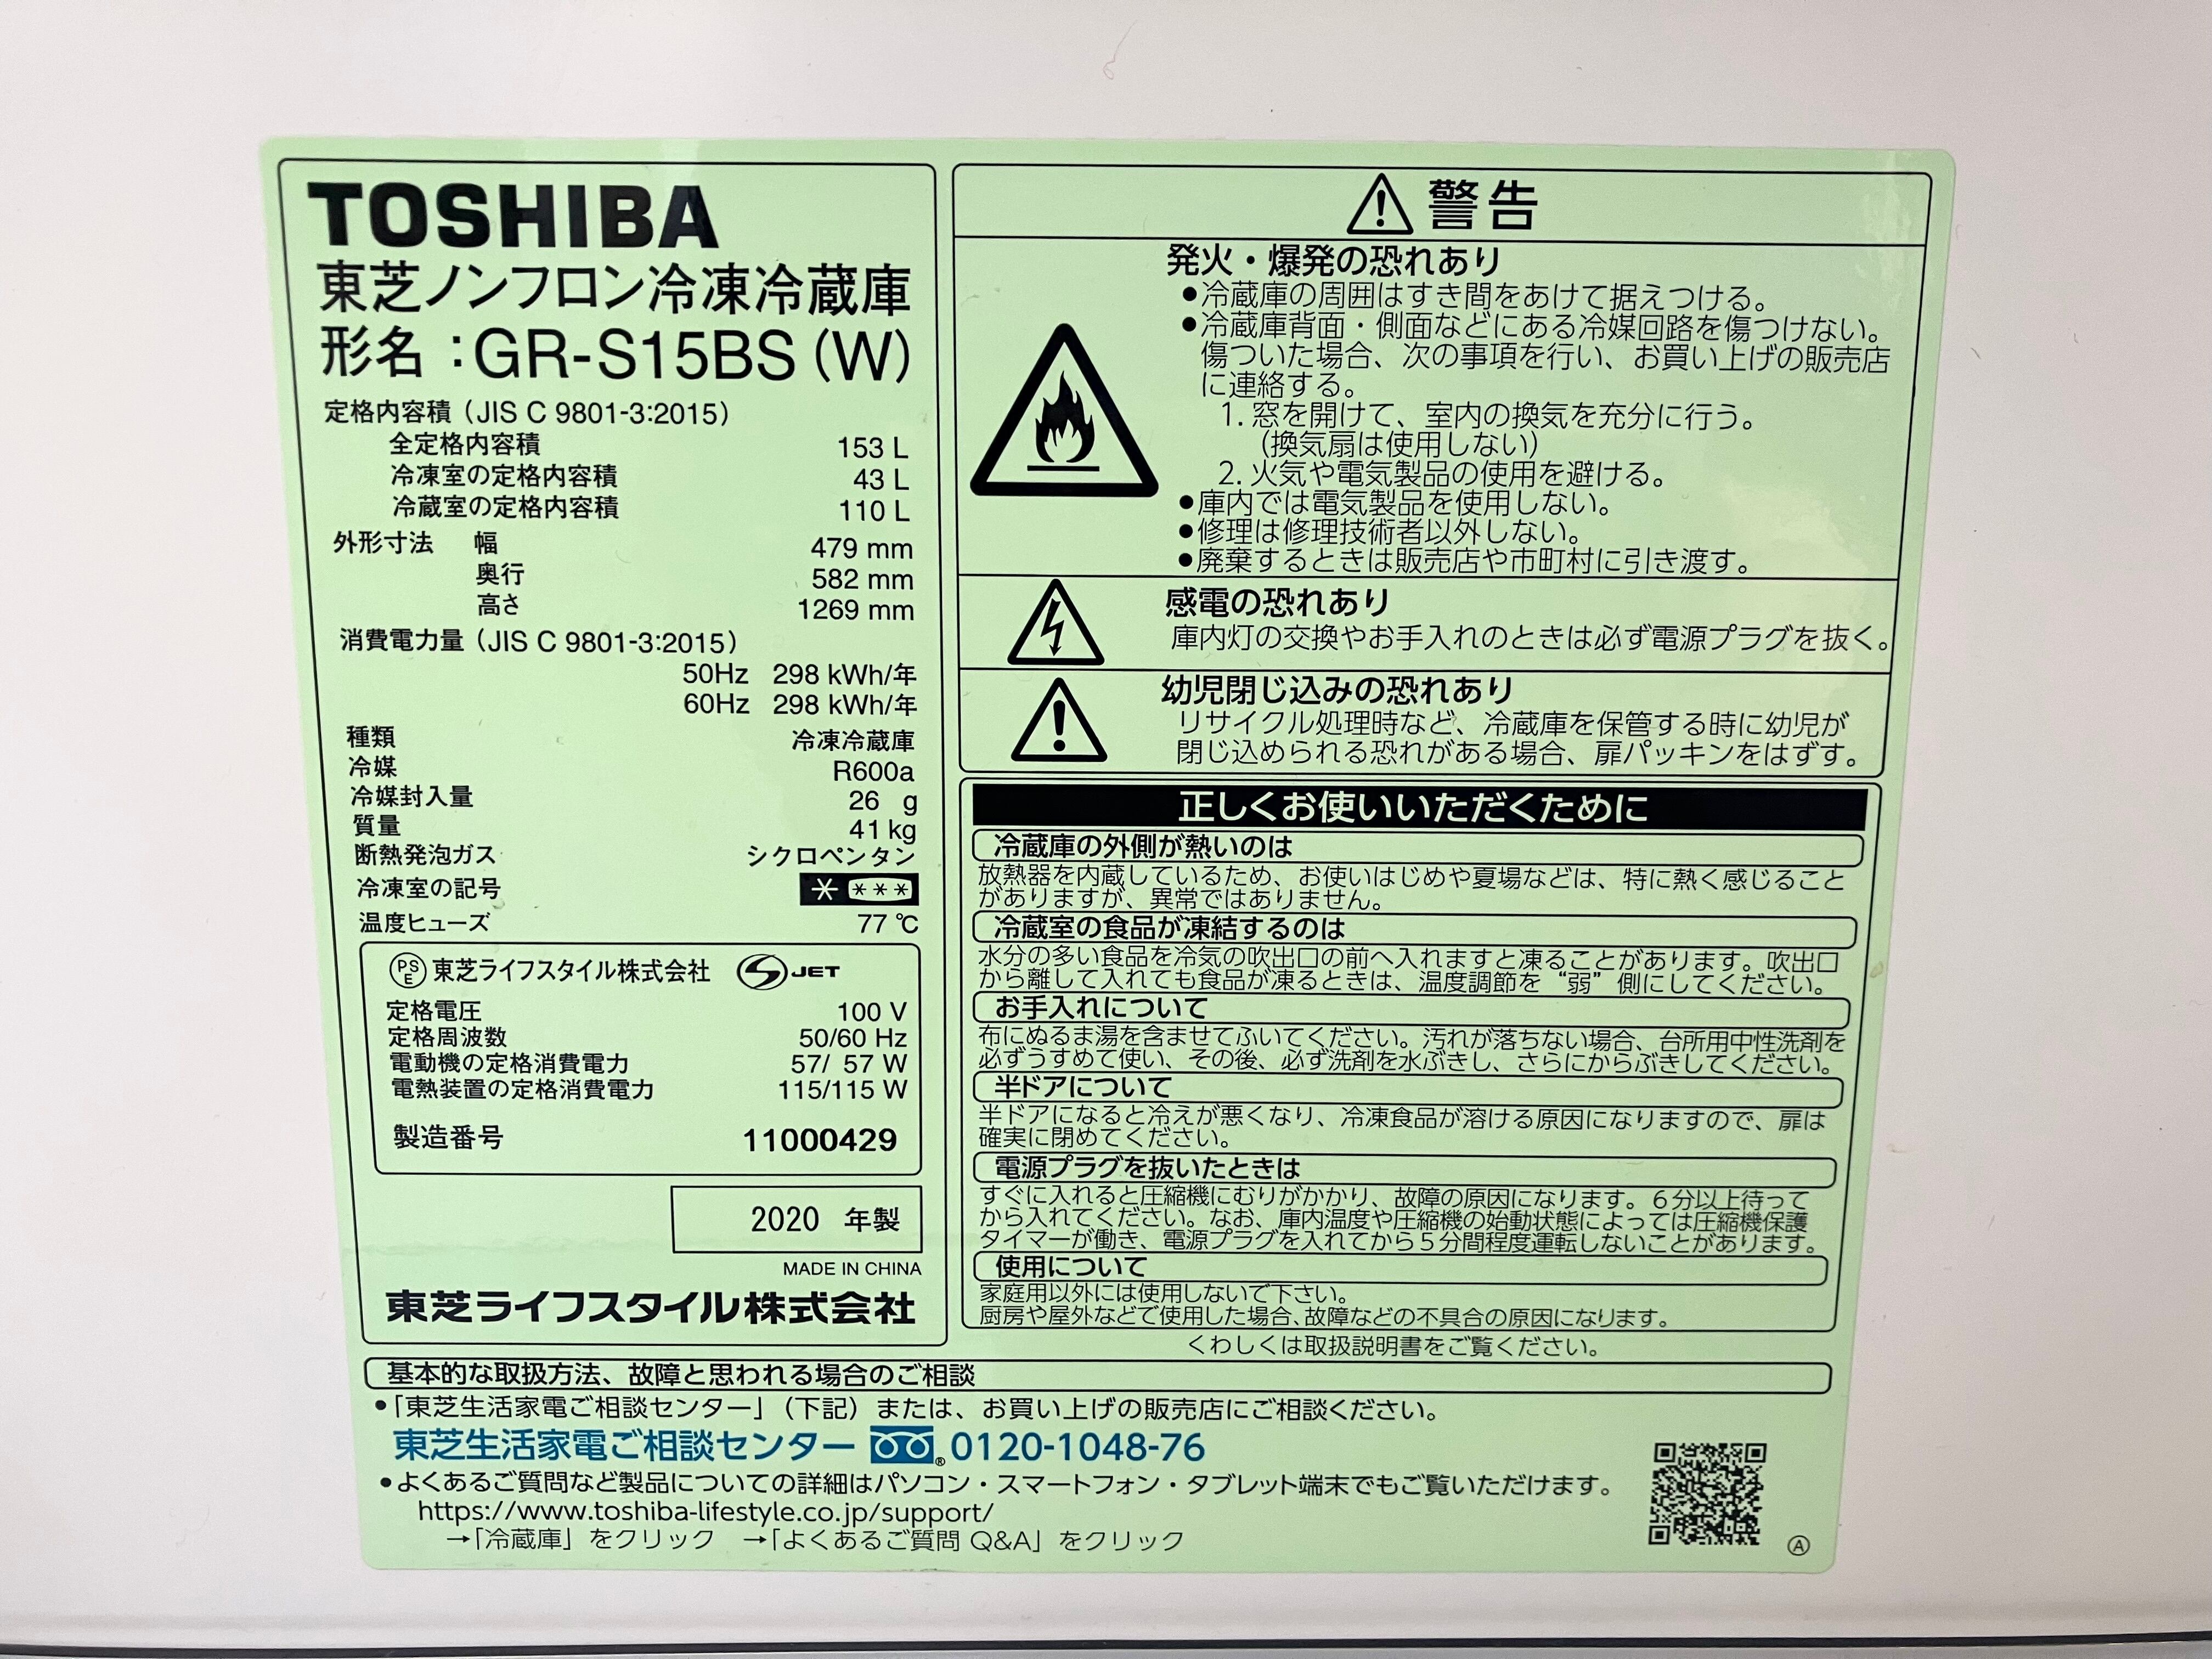 TOSHIBA
東芝ノンフロン冷凍冷蔵庫
形名：GR-S15BS (W)
定格内容積 (JIS C 9801-3:2015)
全定格内容積 153 L
冷凍室の定格内容積 43 L
冷蔵室の定格内容積 110 L
外形寸法 幅 479 mm
奥行 582 mm
高さ 1269 mm
消費電力量 (JIS C 9801-3:2015)
50Hz 298 kWh/年
60Hz 298 kWh/年
種類 冷凍冷蔵庫
冷媒 R600a
冷媒封入量 26 g
質量 41 kg
断熱発泡ガス シクロペンタン
冷凍室の記号 * ***
温度ヒューズ 77 ℃
PSE 東芝ライフスタイル株式会社 S JET
定格電圧 100 V
定格周波数 50/60 Hz
電動機の定格消費電力 57/ 57 W
電熱装置の定格消費電力 115/115 W
製造番号 11000429
2020 年製
MADE IN CHINA
東芝ライフスタイル株式会社
警告
発火・爆発の恐れあり
●冷蔵庫の周囲はすき間をあけて据えつける。
●冷蔵庫背面・側面などにある冷媒回路を傷つけない。
傷ついた場合、次の事項を行い、お買い上げの販売店
に連絡する。
1. 窓を開けて、室内の換気を充分に行う。
(換気扇は使用しない)
2. 火気や電気製品の使用を避ける。
●庫内では電気製品を使用しない。
●修理は修理技術者以外しない。
●廃棄するときは販売店や市町村に引き渡す。
感電の恐れあり
庫内灯の交換やお手入れのときは必ず電源プラグを抜く。
幼児閉じ込みの恐れあり
リサイクル処理時など、冷蔵庫を保管する時に幼児が
閉じ込められる恐れがある場合、扉パッキンをはずす。
正しくお使いいただくために
冷蔵庫の外側が熱いのは
放熱器を内蔵しているため、お使いはじめや夏場などは、特に熱く感じること
がありますが、異常ではありません。
冷蔵室の食品が凍結するのは
水分の多い食品を冷気の吹出口の前へ入れますと凍ることがあります。吹出口
から離して入れても食品が凍るときは、温度調節を “弱” 側にしてください。
お手入れについて
布にぬるま湯を含ませてふいてください。汚れが落ちない場合、台所用中性洗剤を
必ずうすめて使い、その後、必ず洗剤を水ぶきし、さらにからぶきしてください。
半ドアについて
半ドアになると冷えが悪くなり、冷凍食品が溶ける原因になりますので、扉は
確実に閉めてください。
電源プラグを抜いたときは
すぐに入れると圧縮機にむりがかかり、故障の原因になります。６分以上待って
から入れてください。なお、庫内温度や圧縮機の始動状態によっては圧縮機保護
タイマーが働き、電源プラグを入れてから５分間程度運転しないことがあります。
使用について
家庭用以外には使用しないで下さい。
厨房や屋外などで使用した場合、故障などの不具合の原因になります。
くわしくは取扱説明書をご覧ください。
基本的な取扱方法、故障と思われる場合のご相談
●「東芝生活家電ご相談センター」（下記）または、お買い上げの販売店にご相談ください。
東芝生活家電ご相談センター ® 0120-1048-76
●よくあるご質問など製品についての詳細はパソコン・スマートフォン・タブレット端末でもご覧いただけます。
https://www.toshiba-lifestyle.co.jp/support/
→「冷蔵庫」をクリック →「よくあるご質問 Q&A」をクリック
Ⓐ